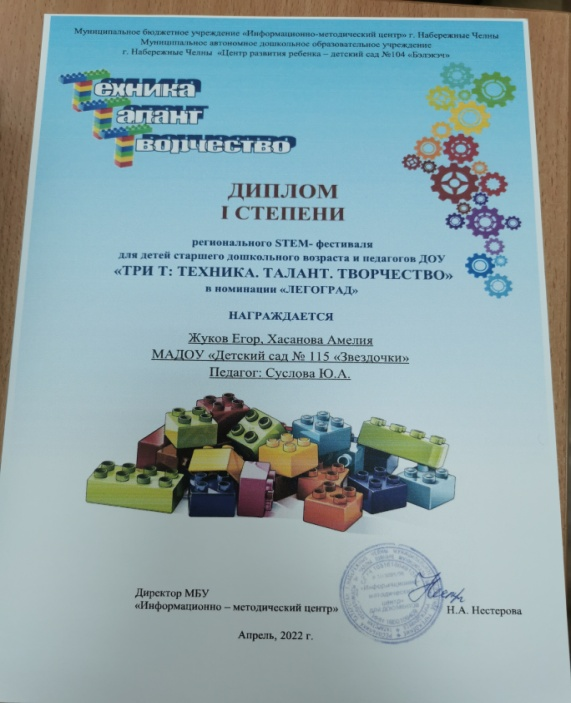 Муниципальное бюджетное учреждение «Информационно-методический центр» г. Набережные Челны
Муниципальное автономное дошкольное образовательное учреждение
г. Набережные Челны «Центр развития ребенка – детский сад №104 «Бэлэкэч»
Техника
Талант
Творчество
ДИПЛОМ
I СТЕПЕНИ
регионального STEM- фестиваля
для детей старшего дошкольного возраста и педагогов ДОУ
«ТРИ Т: ТЕХНИКА. ТАЛАНТ. ТВОРЧЕСТВО»
в номинации «ЛЕГОГРАД»
НАГРАЖДАЕТСЯ
Жуков Егор, Хасанова Амелия
МАДОУ «Детский сад № 115 «Звездочки»
Педагог: Суслова Ю.А.
Директор МБУ
«Информационно – методический центр»
Н.А. Нестерова
Апрель, 2022 г.